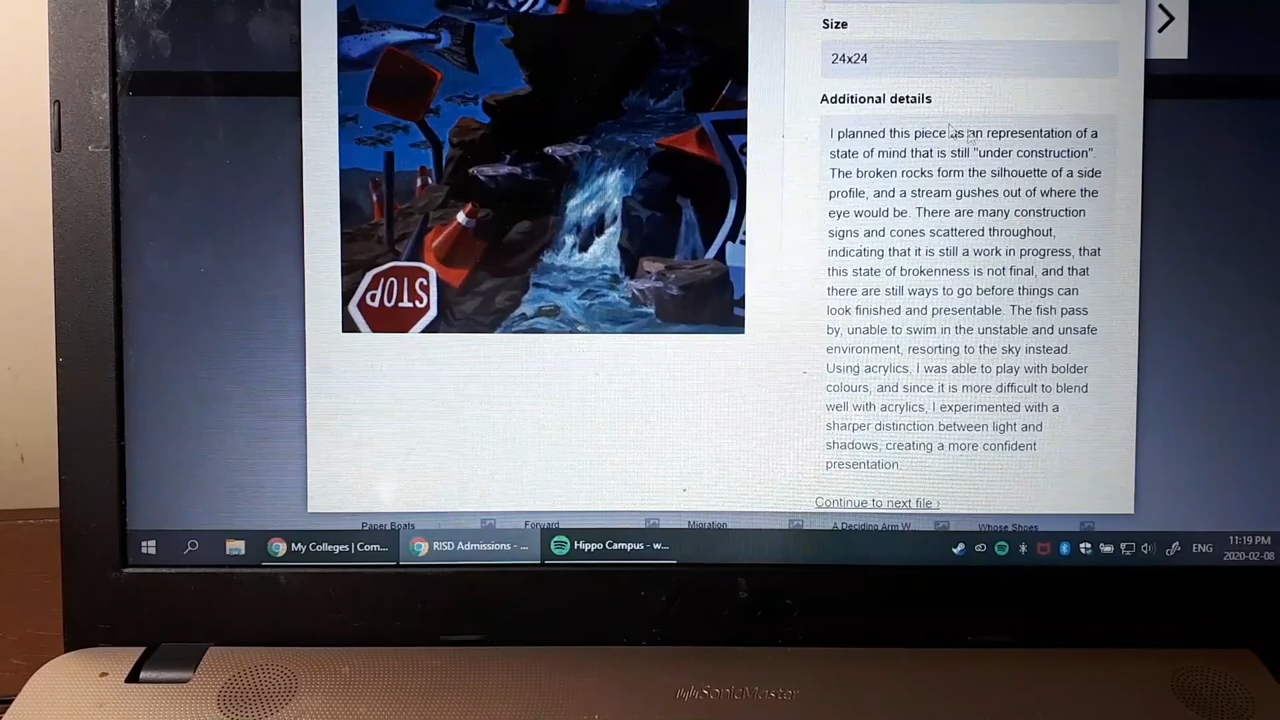 Size
24x24
Additional details
I planned this piece as an representation of a
state of mind that is still "under construction".
The broken rocks form the silhouette of a side
profile, and a stream gushes out of where the
eye would be. There are many construction
signs and cones scattered throughout,
indicating that it is still a work in progress, that
this state of brokenness is not final, and that
there are still ways to go before things can
look finished and presentable. The fish pass
by, unable to swim in the unstable and unsafe
environment, resorting to the sky instead.
Using acrylics, I was able to play with bolder
colours, and since it is more difficult to blend
well with acrylics, I experimented with a
sharper distinction between light and
shadows, creating a more confident
presentation.
STOP
Continue to next file ›
Paper Boats
Forward
Migration
A Deciding Arm W...
Whose Shoes
My Colleges | Com...
RISD Admissions - ...
Hippo Campus - w...
ENG
11:19 PM
2020-02-08
SonicMaster